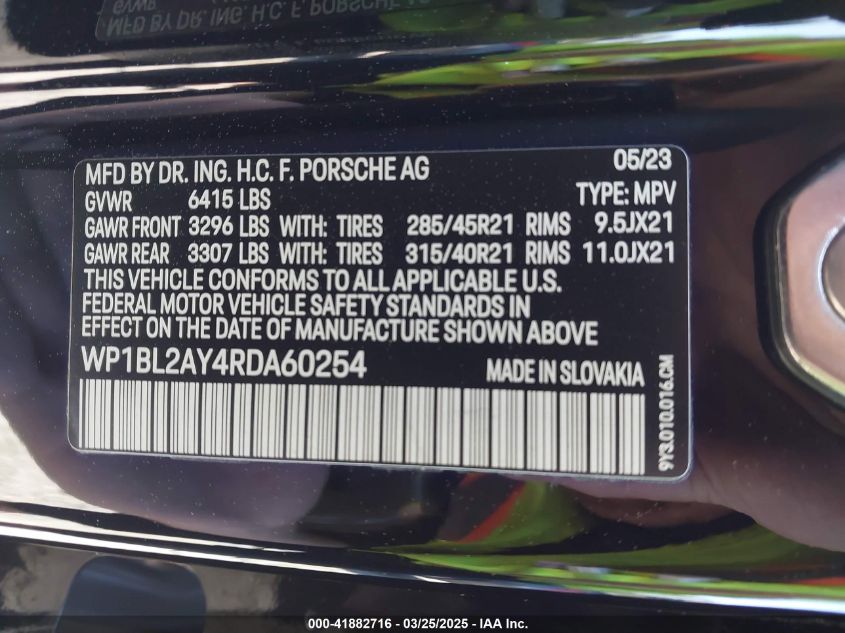 MFD BY DR. ING. H.C. F. PORSCHE AG 05/23
GVWR 6415 LBS TYPE: MPV
GAWR FRONT 3296 LBS WITH: TIRES 285/45R21 RIMS 9.5JX21
GAWR REAR 3307 LBS WITH: TIRES 315/40R21 RIMS 11.0JX21
THIS VEHICLE CONFORMS TO ALL APPLICABLE U.S.
FEDERAL MOTOR VEHICLE SAFETY STANDARDS IN
EFFECT ON THE DATE OF MANUFACTURE SHOWN ABOVE
WP1BL2AY4RDA60254 MADE IN SLOVAKIA
9Y3.010.016.CM
000-41882716 - 03/25/2025 - IAA Inc.